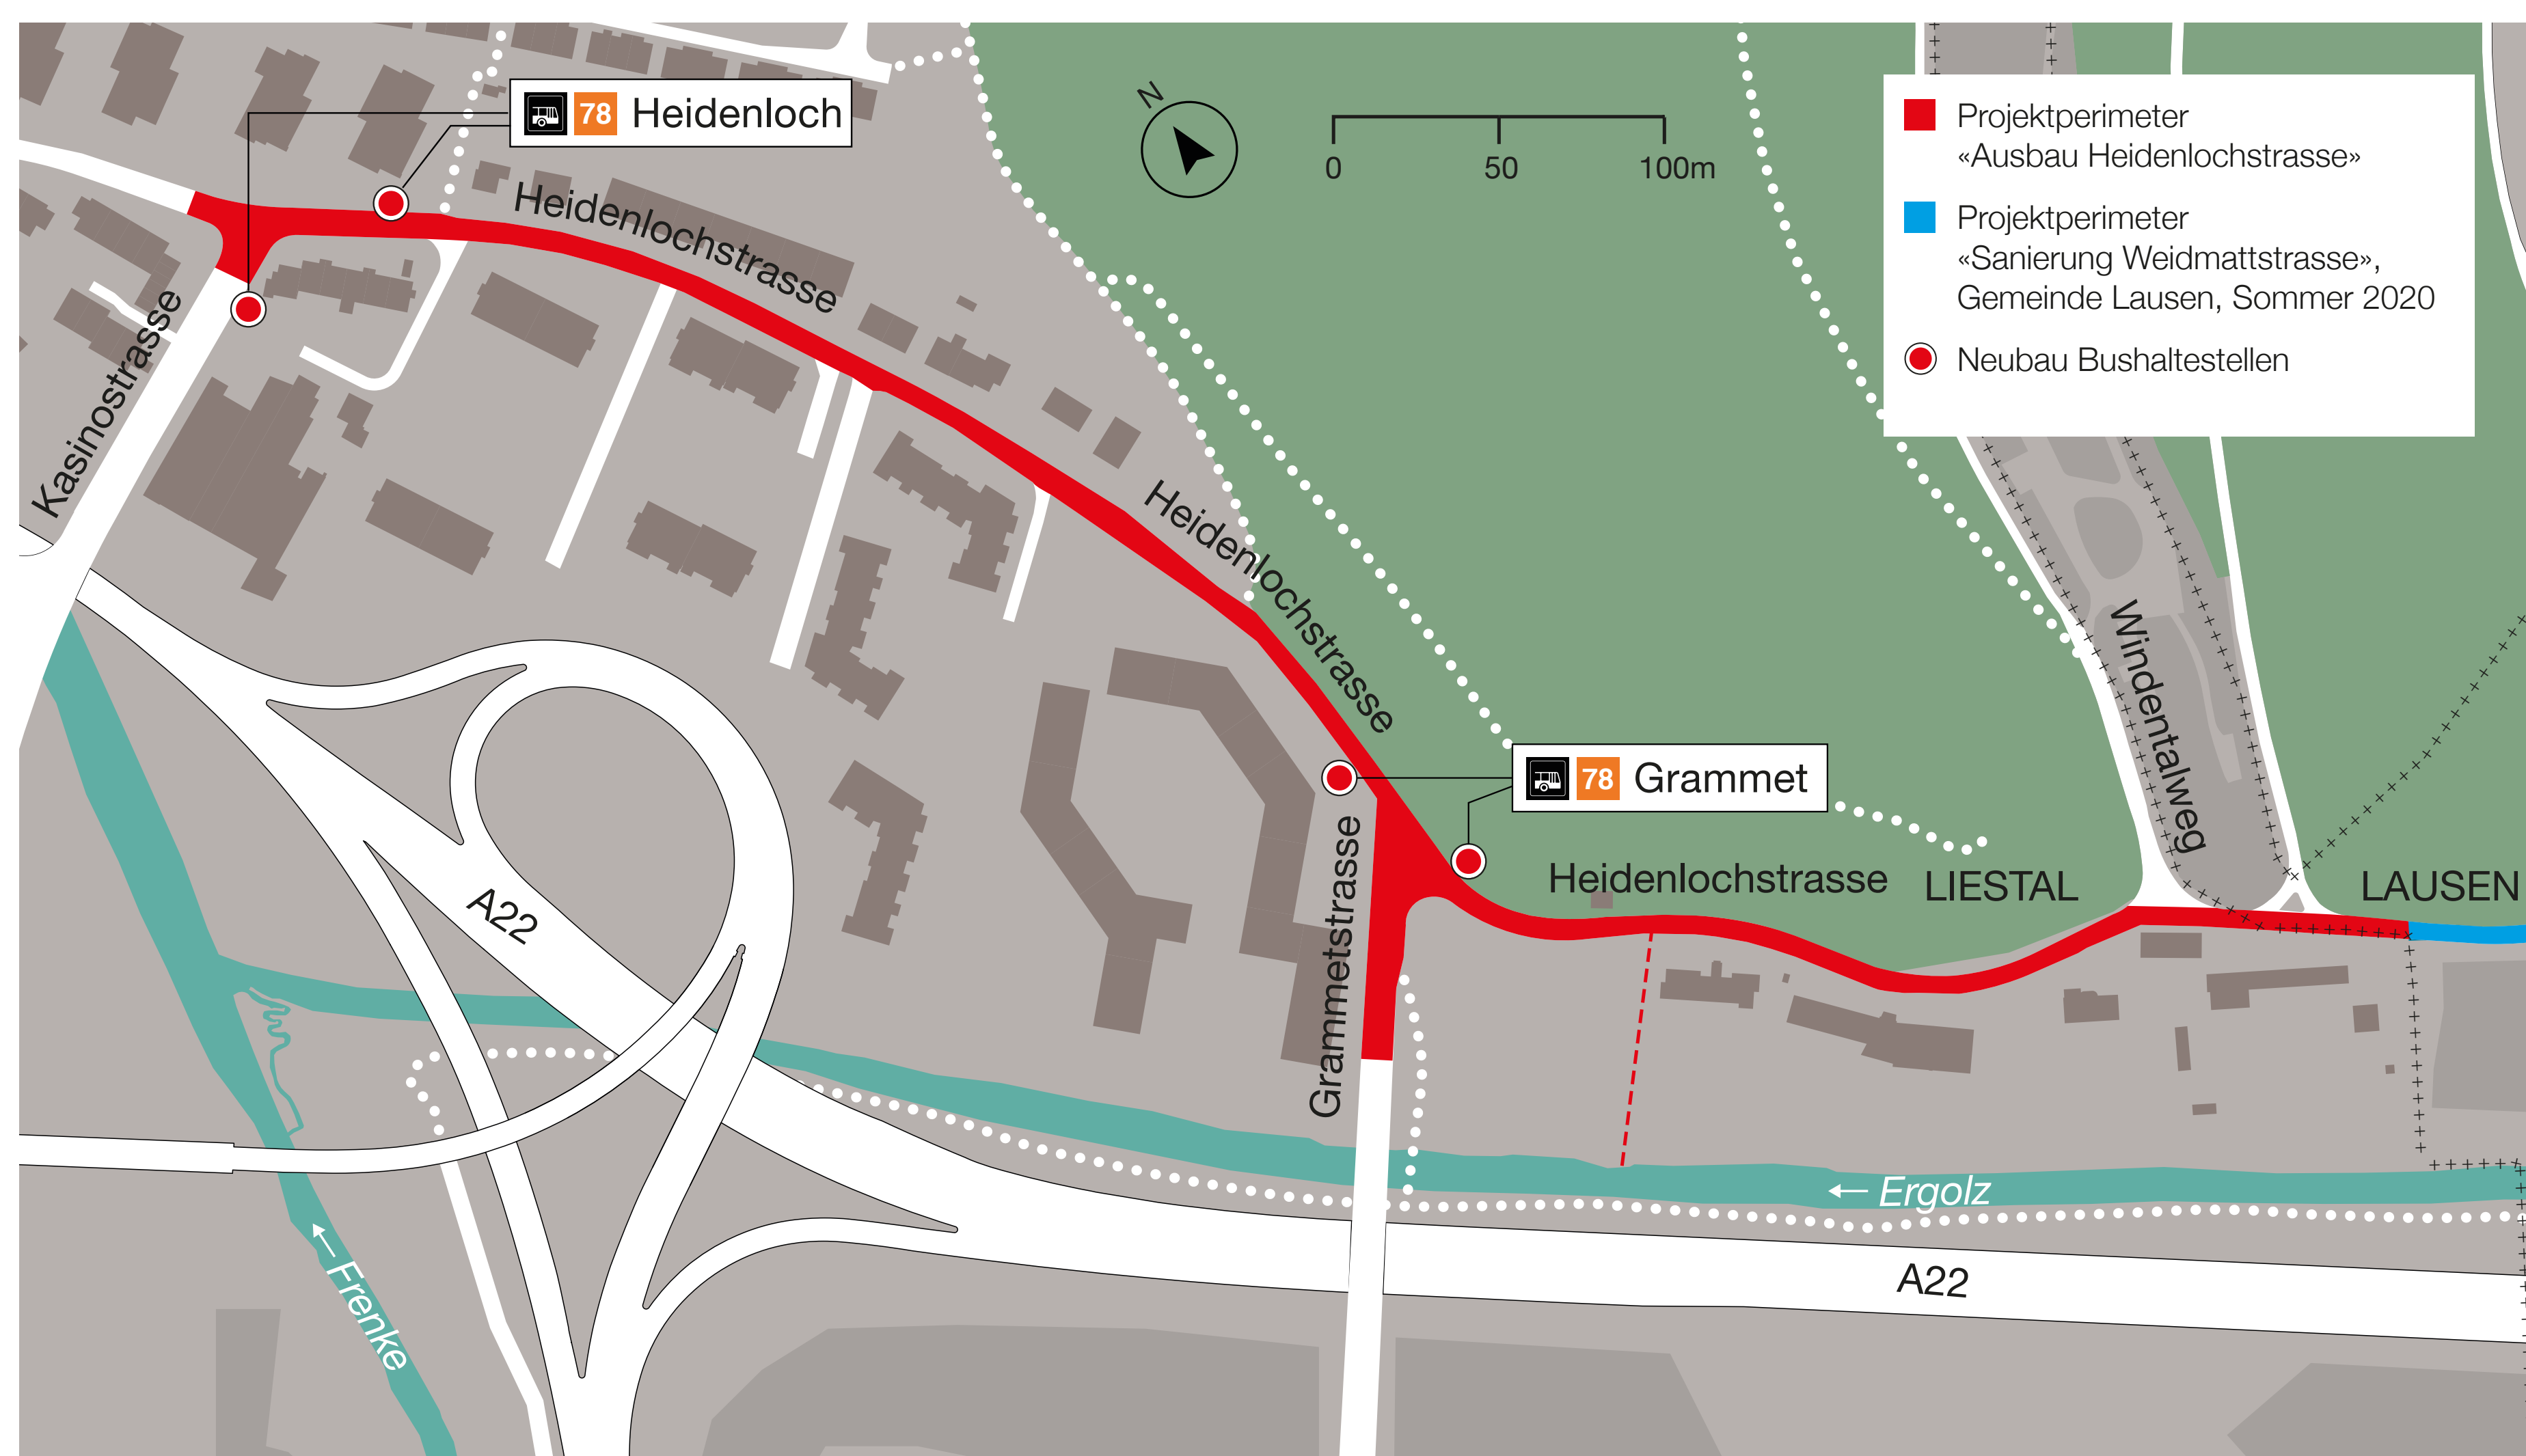 N
78 Heidenloch
0 50 100m
Projektperimeter
«Ausbau Heidenlochstrasse»
Projektperimeter
«Sanierung Weidmattstrasse»,
Gemeinde Lausen, Sommer 2020
Neubau Bushaltestellen
Heidenlochstrasse
Kasinostrasse
Heidenlochstrasse
Windentalweg
78 Grammet
Grammetstrasse
Heidenlochstrasse
LIESTAL
LAUSEN
A22
Ergolz
A22
Frenke